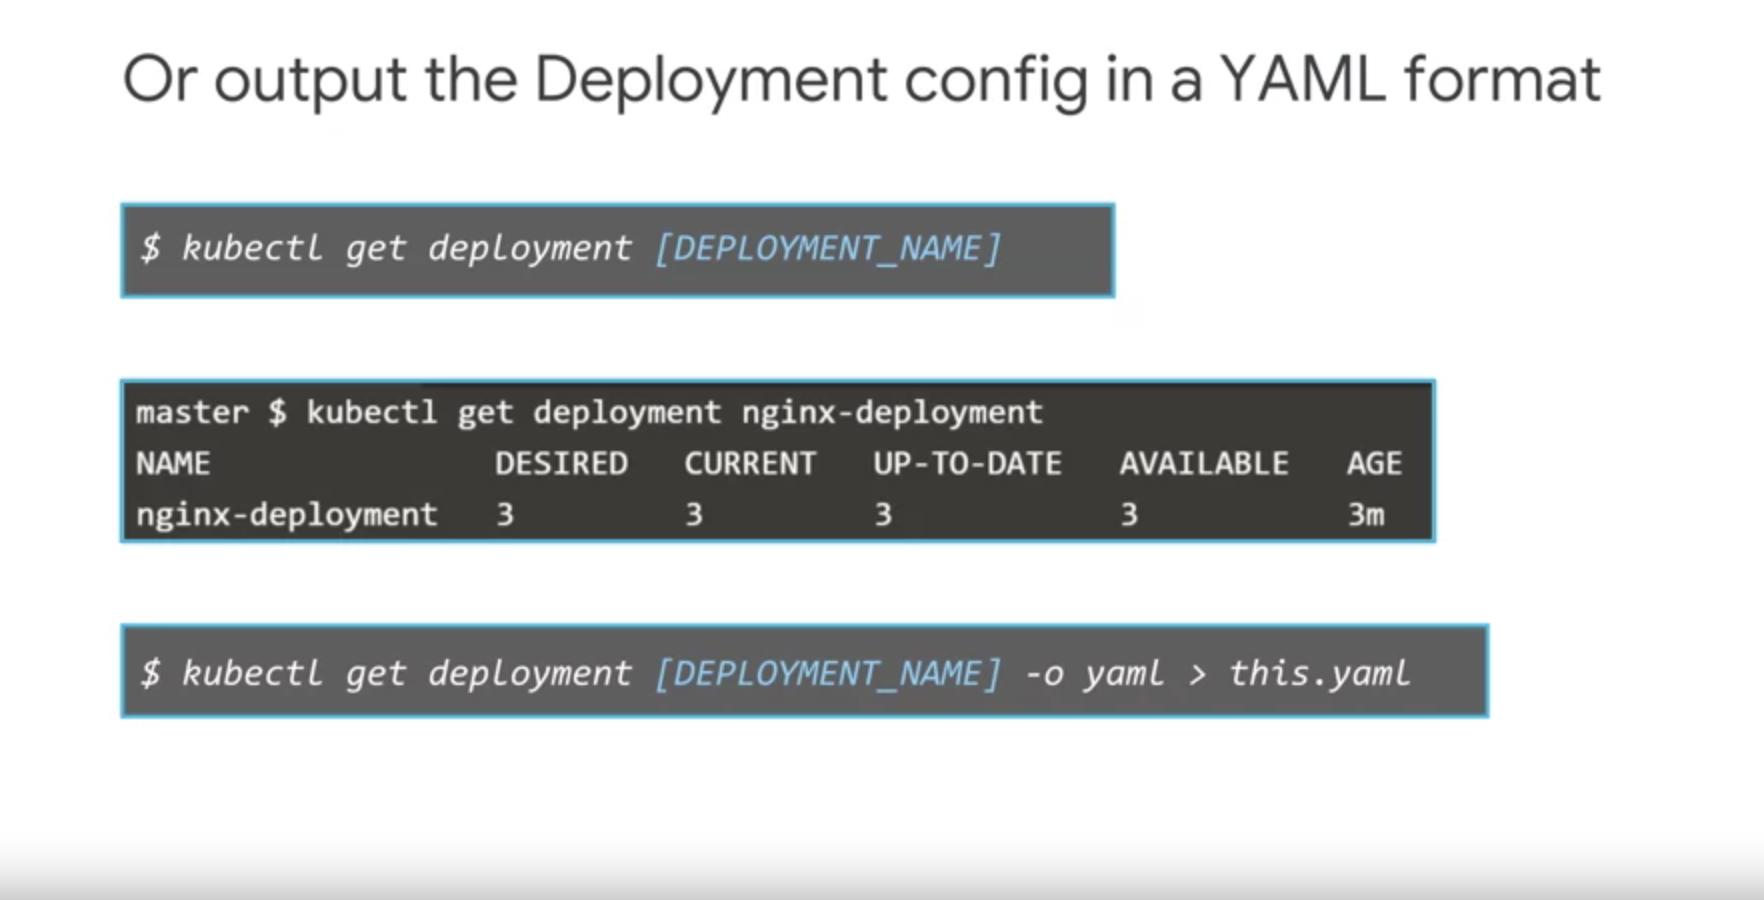 Or output the Deployment config in a YAML format
$ kubectl get deployment [DEPLOYMENT_NAME]
master $ kubectl get deployment nginx-deployment
NAME DESIRED CURRENT UP-TO-DATE AVAILABLE AGE
nginx-deployment 3 3 3 3 3m
$ kubectl get deployment [DEPLOYMENT_NAME] -o yaml > this.yaml